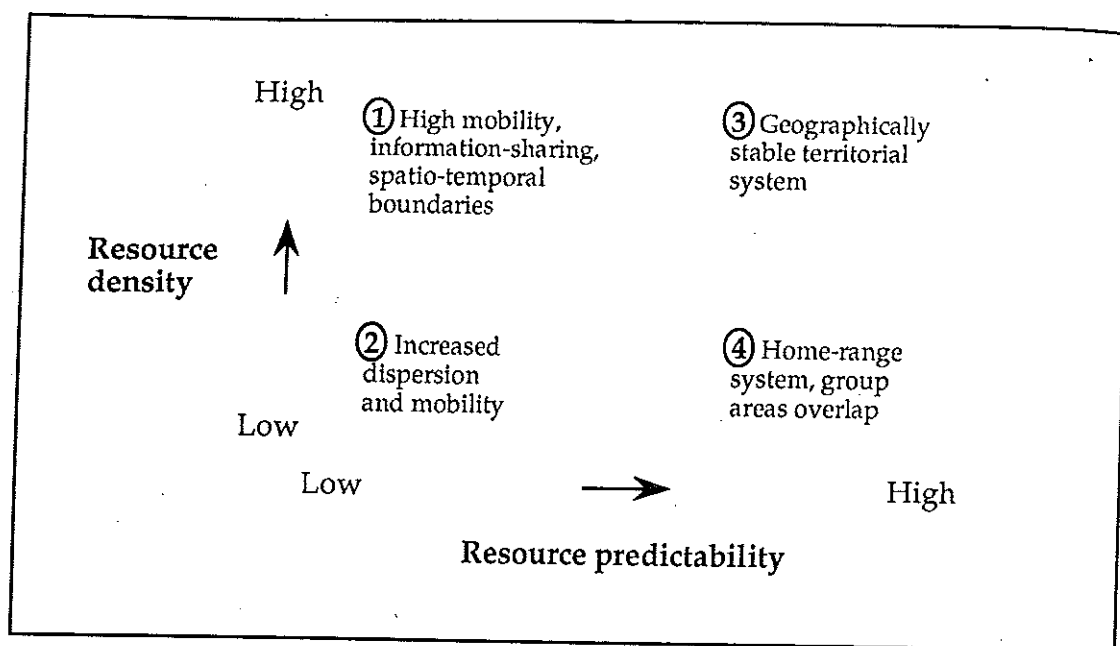 High
① High mobility,
information-sharing,
spatio-temporal
boundaries
③ Geographically
stable territorial
system
Resource
density
② Increased
dispersion
and mobility
④ Home-range
system, group
areas overlap
Low
Low
High
Resource predictability